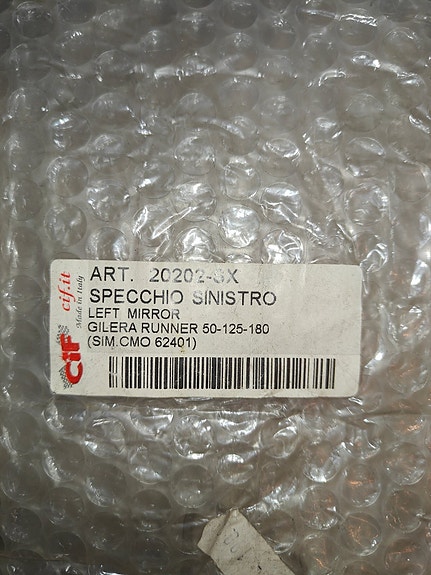 ART. 20202-SX
SPECCHIO SINISTRO
LEFT MIRROR
GILERA RUNNER 50-125-180
(SIM.CMO 62401)
CiF
cif.it
Made in Italy